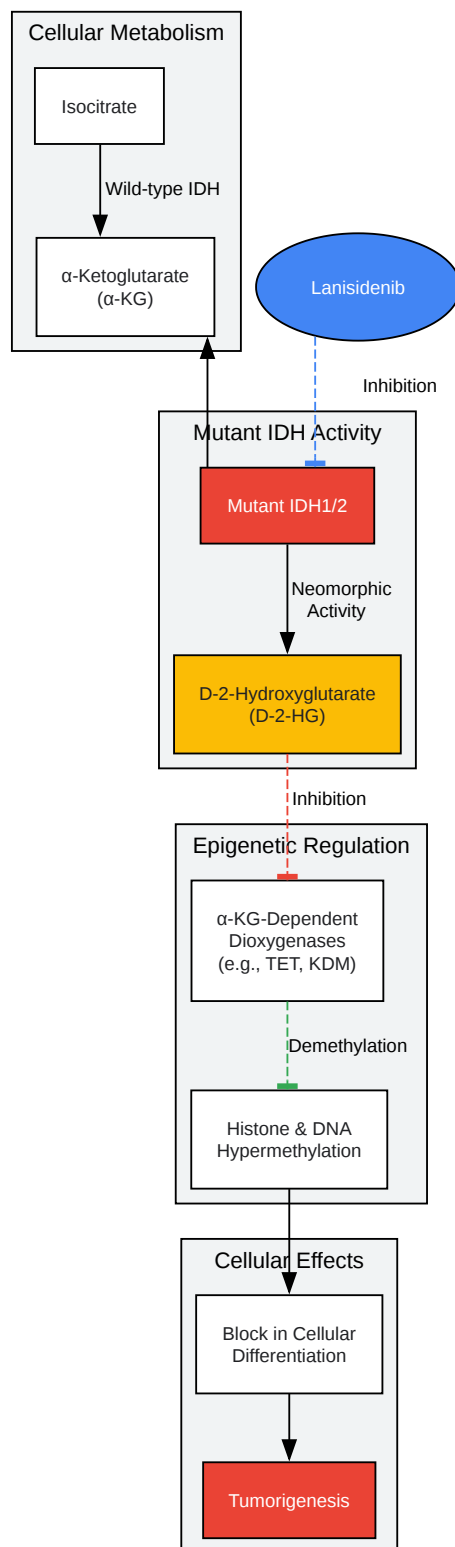 Cellular Metabolism
Isocitrate
Wild-type IDH
α-Ketoglutarate
(α-KG)
Lanisidenib
Inhibition
Mutant IDH Activity
Mutant IDH1/2
Neomorphic
Activity
D-2-Hydroxyglutarate
(D-2-HG)
Inhibition
Epigenetic Regulation
α-KG-Dependent
Dioxygenases
(e.g., TET, KDM)
Demethylation
Histone & DNA
Hypermethylation
Cellular Effects
Block in Cellular
Differentiation
Tumorigenesis